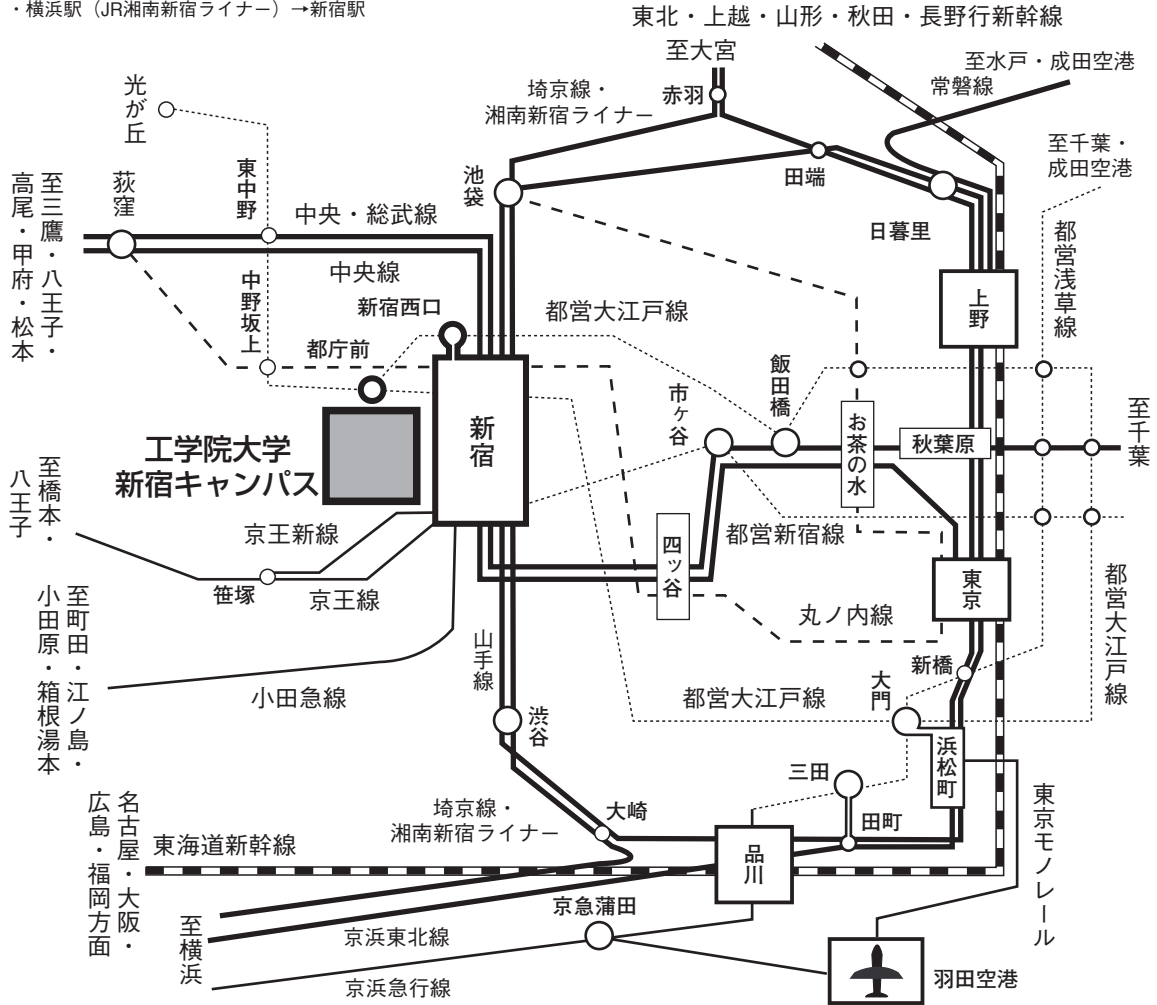 ・横浜駅（JR湘南新宿ライナー）→新宿駅
東北・上越・山形・秋田・長野行新幹線
至大宮
至水戸・成田空港
常磐線
光が丘
埼京線・
湘南新宿ライナー
赤羽
至千葉・
成田空港
田端
池袋
東中野
荻窪
至三鷹・八王子・
高尾・甲府・松本
中央・総武線
日暮里
都営浅草線
中央線
中野坂上
新宿西口
都営大江戸線
上野
都庁前
飯田橋
市ヶ谷
新宿
お茶の水
秋葉原
至千葉
工学院大学
新宿キャンパス
至橋本・
八王子
京王新線
都営新宿線
四ッ谷
東京
笹塚
京王線
都営大江戸線
至町田・江ノ島・
小田原・箱根湯本
丸ノ内線
山手線
新橋
小田急線
都営大江戸線
大門
渋谷
浜松町
三田
東京モノレール
名古屋・大阪・
広島・福岡方面
埼京線・
湘南新宿ライナー
大崎
田町
東海道新幹線
品川
京急蒲田
至横浜
京浜東北線
京浜急行線
羽田空港